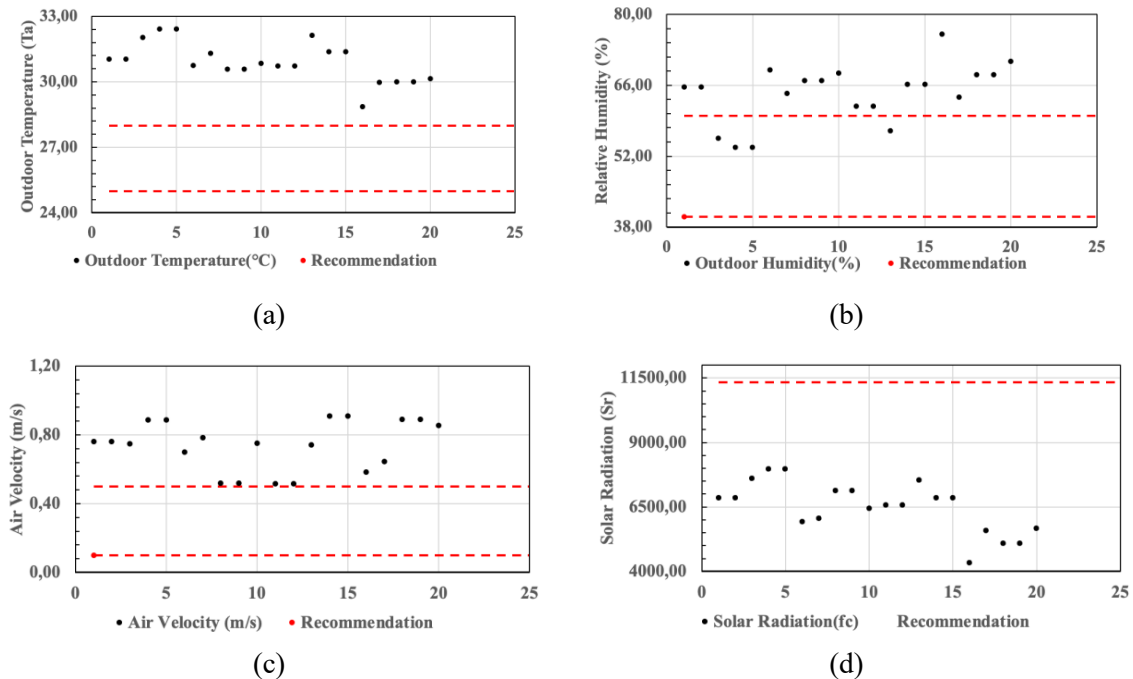 Outdoor Temperature (Ta)
33,00
30,00
27,00
24,00
0 5 10 15 20 25
Outdoor Temperature(°C) Recommendation
(a)
Relative Humidity (%)
80,00
66,00
52,00
38,00
0 5 10 15 20 25
Outdoor Humidity(%) Recommendation
(b)
Air Velocity (m/s)
1,20
0,80
0,40
0,00
0 5 10 15 20 25
Air Velocity (m/s) Recommendation
(c)
Solar Radiation (Sr)
11500,00
9000,00
6500,00
4000,00
0 5 10 15 20 25
Solar Radiation(fc) Recommendation
(d)